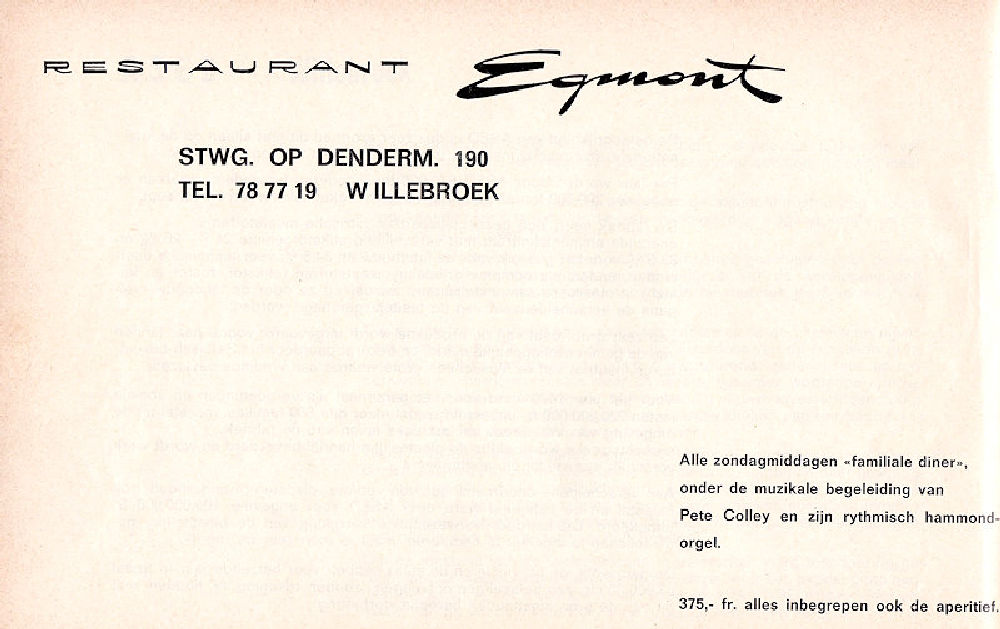 RESTAURANT Egmont
STWG. OP DENDERM. 190
TEL. 78 77 19 WILLEBROEK
Alle zondagmiddagen «familiale diner»,
onder de muzikale begeleiding van
Pete Colley en zijn rythmisch hammond-
orgel.
375,- fr. alles inbegrepen ook de aperitief.